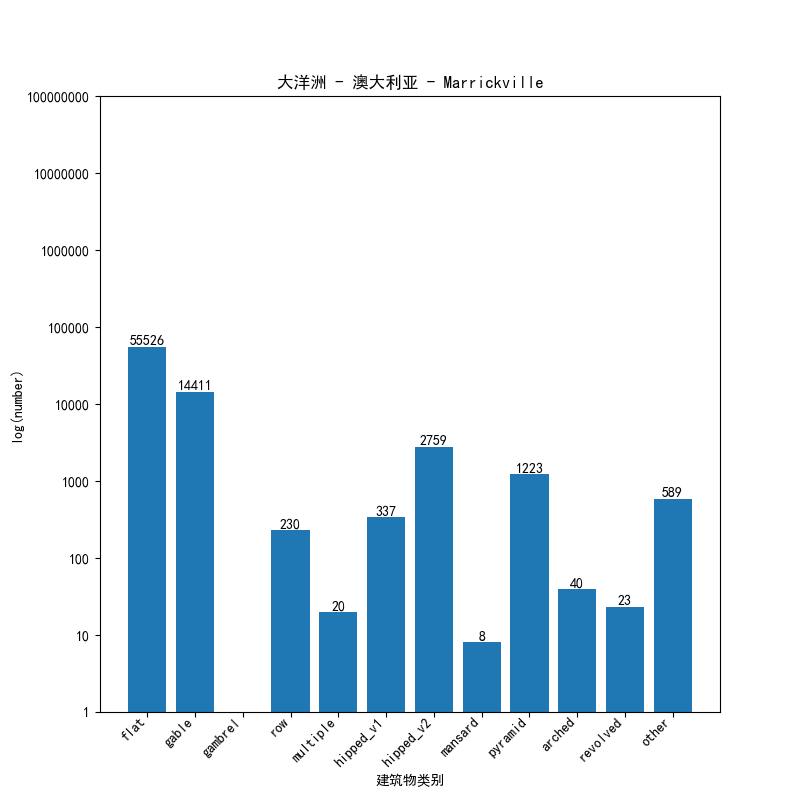 大洋洲 - 澳大利亚 - Marrickville
100000000
10000000
1000000
100000
10000
1000
100
10
1
log(number)
55526
14411
230
20
337
2759
8
1223
40
23
589
flat
gable
gambrel
row
multiple
hipped_v1
hipped_v2
mansard
pyramid
arched
revolved
other
建筑物类别